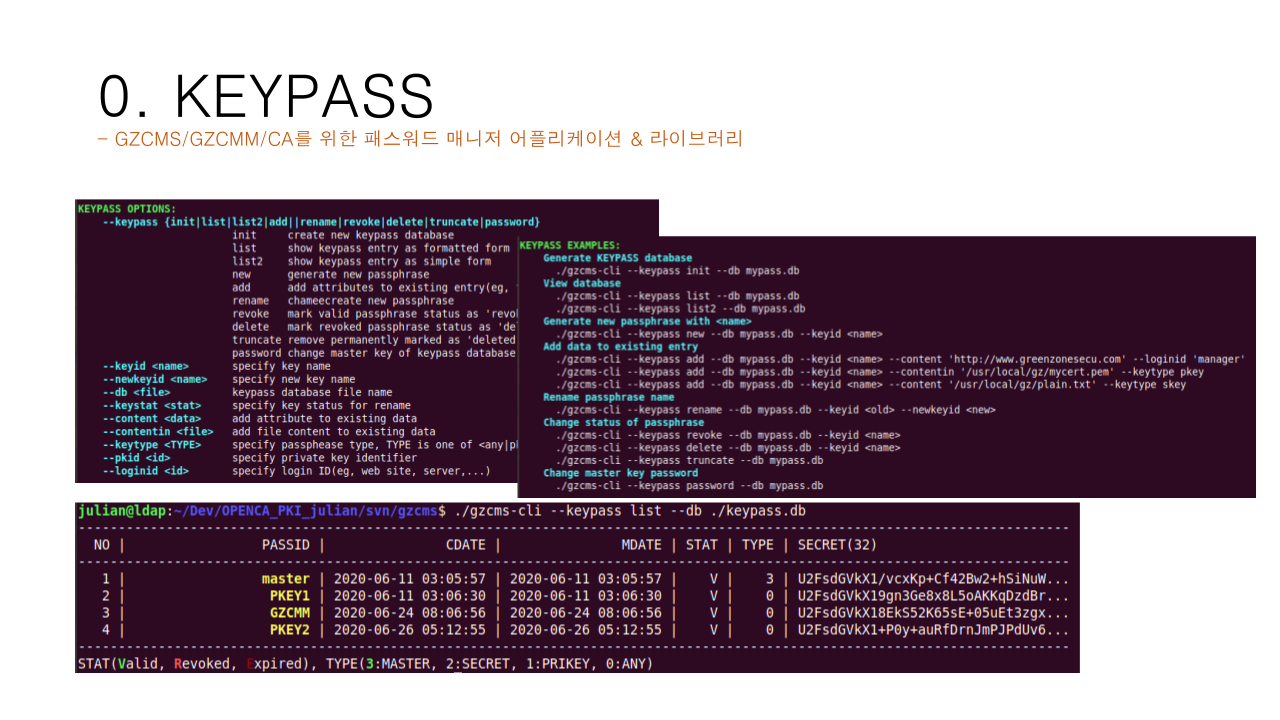 0. KEYPASS
- GZCMS/GZCMM/CA를 위한 패스워드 매니저 어플리케이션 & 라이브러리
KEYPASS OPTIONS:
--keypass {init|list|list2|add||rename|revoke|delete|truncate|password}
init create new keypass database
list show keypass entry as formatted form
list2 show keypass entry as simple form
new generate new passphrase
add add attributes to existing entry(eg,
rename chameecreate new passphrase
revoke mark valid passphrase status as 'revo
delete mark revoked passphrase status as 'de
truncate remove permanently marked as 'deleted
password change master key of keypass database
--keyid <name> specify key name
--newkeyid <name> specify new key name
--db <file> keypass database file name
--keystat <stat> specify key status for rename
--content <data> add attribute to existing data
--contentin <file> add file content to existing data
--keytype <TYPE> specify passphease type, TYPE is one of <any|p
--pkid <id> specify private key identifier
--loginid <id> specify login ID(eg, web site, server,...)
KEYPASS EXAMPLES:
Generate KEYPASS database
./gzcms-cli --keypass init --db mypass.db
View database
./gzcms-cli --keypass list --db mypass.db
./gzcms-cli --keypass list2 --db mypass.db
Generate new passphrase with <name>
./gzcms-cli --keypass new --db mypass.db --keyid <name>
Add data to existing entry
./gzcms-cli --keypass add --db mypass.db --keyid <name> --content 'http://www.greenzonesecu.com' --loginid 'manager'
./gzcms-cli --keypass add --db mypass.db --keyid <name> --contentin '/usr/local/gz/mycert.pem' --keytype pkey
./gzcms-cli --keypass add --db mypass.db --keyid <name> --content '/usr/local/gz/plain.txt' --keytype skey
Rename passphrase name
./gzcms-cli --keypass rename --db mypass.db --keyid <old> --newkeyid <new>
Change status of passphrase
./gzcms-cli --keypass revoke --db mypass.db --keyid <name>
./gzcms-cli --keypass delete --db mypass.db --keyid <name>
./gzcms-cli --keypass truncate --db mypass.db
Change master key password
./gzcms-cli --keypass password --db mypass.db
julian@ldap:~/Dev/OPENCA_PKI_julian/svn/gzcms$ ./gzcms-cli --keypass list --db ./keypass.db
NO | PASSID | CDATE | MDATE | STAT | TYPE | SECRET(32)
1 | master | 2020-06-11 03:05:57 | 2020-06-11 03:05:57 | V | 3 | U2FsdGVkX1/vcxKp+Cf42Bw2+hSiNuW...
2 | PKEY1 | 2020-06-11 03:06:30 | 2020-06-11 03:06:30 | V | 0 | U2FsdGVkX19gn3Ge8x8L5oAKKqDzdBr...
3 | GZCMM | 2020-06-24 08:06:56 | 2020-06-24 08:06:56 | V | 0 | U2FsdGVkX18EkS52K65sE+05uEt3zgx...
4 | PKEY2 | 2020-06-26 05:12:55 | 2020-06-26 05:12:55 | V | 0 | U2FsdGVkX1+P0y+auRfDrnJmPJPdUv6...
STAT(Valid, Revoked, Expired), TYPE(3:MASTER, 2:SECRET, 1:PRIKEY, 0:ANY)